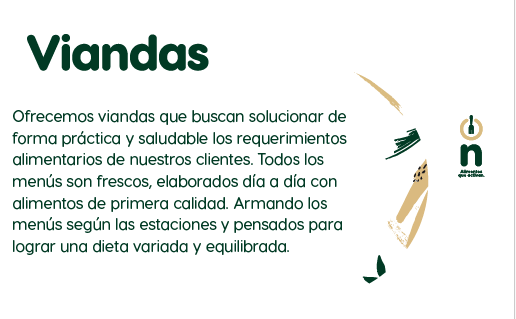 Viandas
Ofrecemos viandas que buscan solucionar de
forma práctica y saludable los requerimientos
alimentarios de nuestros clientes. Todos los
menús son frescos, elaborados día a día con
alimentos de primera calidad. Armando los
menús según las estaciones y pensados para
lograr una dieta variada y equilibrada.
on
Alimentos
que activan.